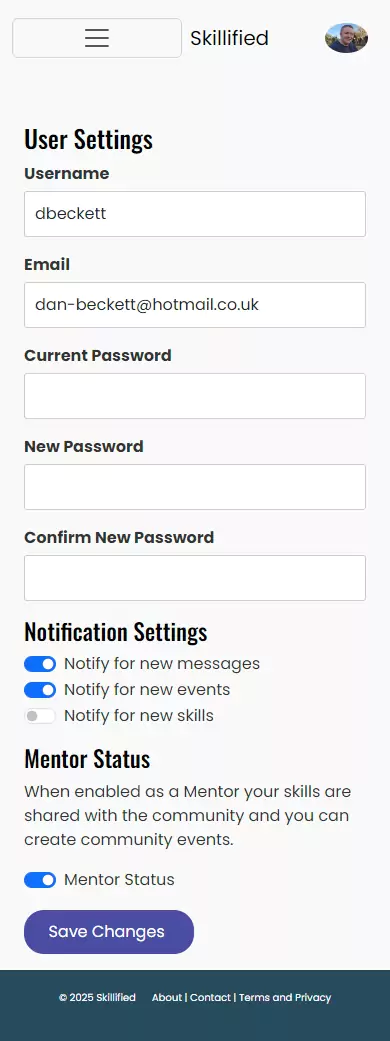 Skillified
User Settings
Username
dbeckett
Email
dan-beckett@hotmail.co.uk
Current Password
New Password
Confirm New Password
Notification Settings
Notify for new messages
Notify for new events
Notify for new skills
Mentor Status
When enabled as a Mentor your skills are
shared with the community and you can
create community events.
Mentor Status
Save Changes
© 2025 Skillified About | Contact | Terms and Privacy